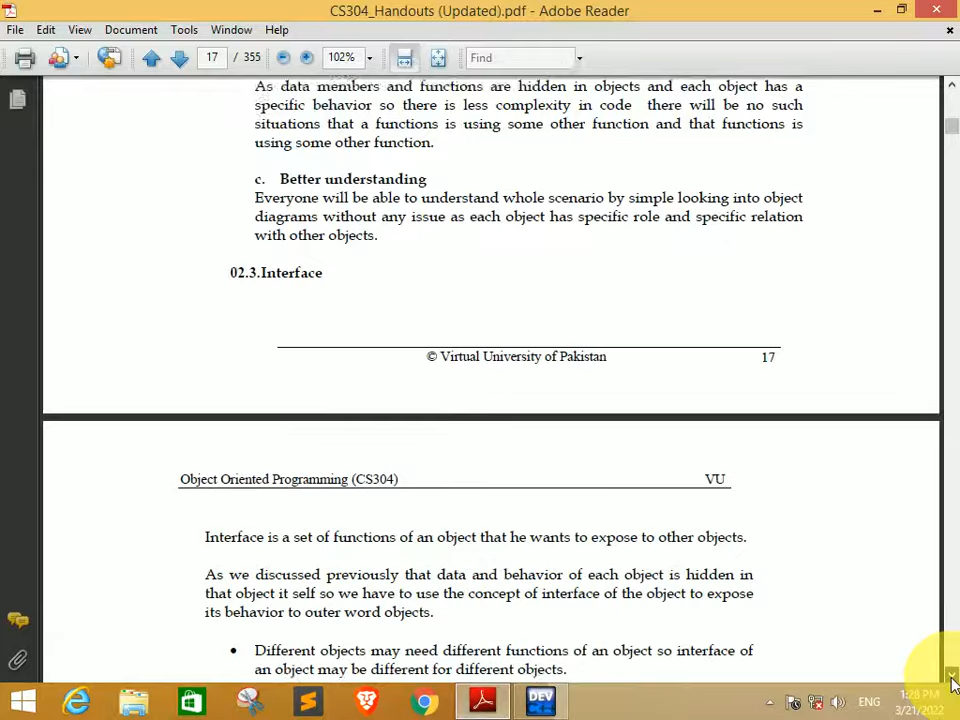 CS304_Handouts (Updated).pdf - Adobe Reader
File Edit View Document Tools Window Help
17 / 355 102% Find
As data members and functions are hidden in objects and each object has a
specific behavior so there is less complexity in code there will be no such
situations that a functions is using some other function and that functions is
using some other function.
c. Better understanding
Everyone will be able to understand whole scenario by simple looking into object
diagrams without any issue as each object has specific role and specific relation
with other objects.
02.3.Interface
© Virtual University of Pakistan 17
Object Oriented Programming (CS304) VU
Interface is a set of functions of an object that he wants to expose to other objects.
As we discussed previously that data and behavior of each object is hidden in
that object it self so we have to use the concept of interface of the object to expose
its behavior to outer word objects.
• Different objects may need different functions of an object so interface of
an object may be different for different objects.
DEV
ENG
1:28 PM
3/21/2022